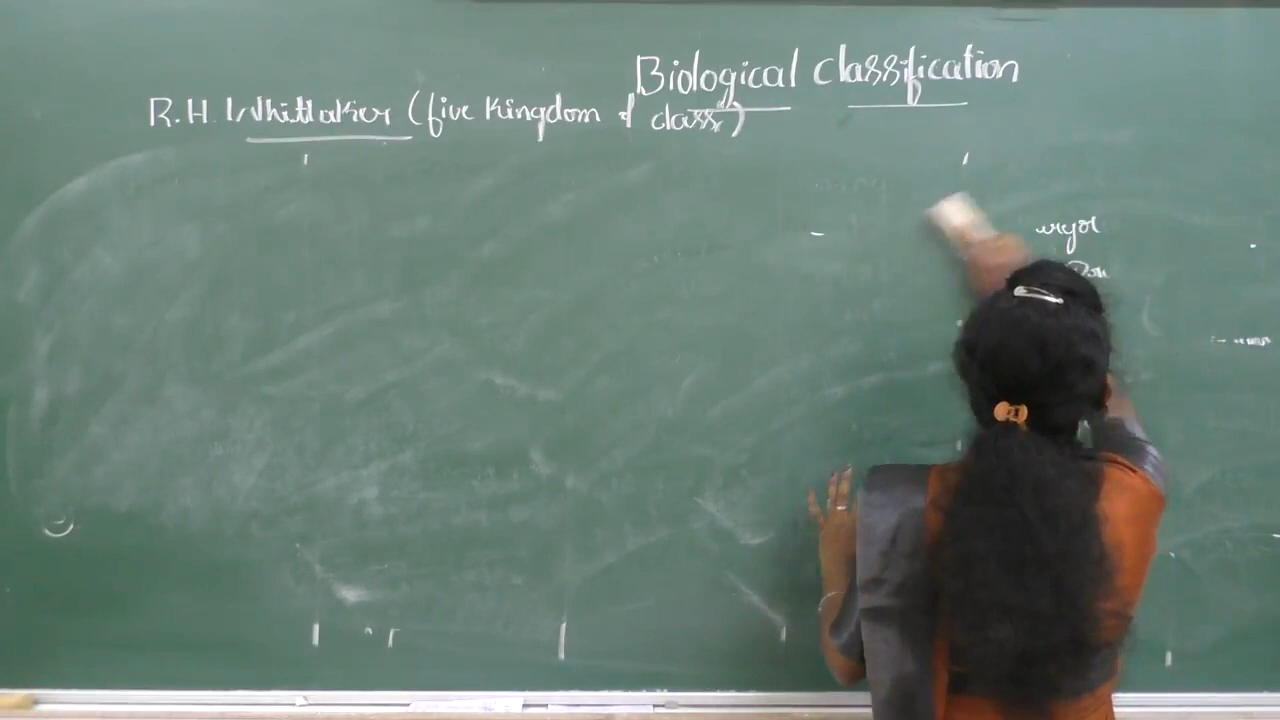 Biological classification
R.H. Whittaker (five Kingdom of class)